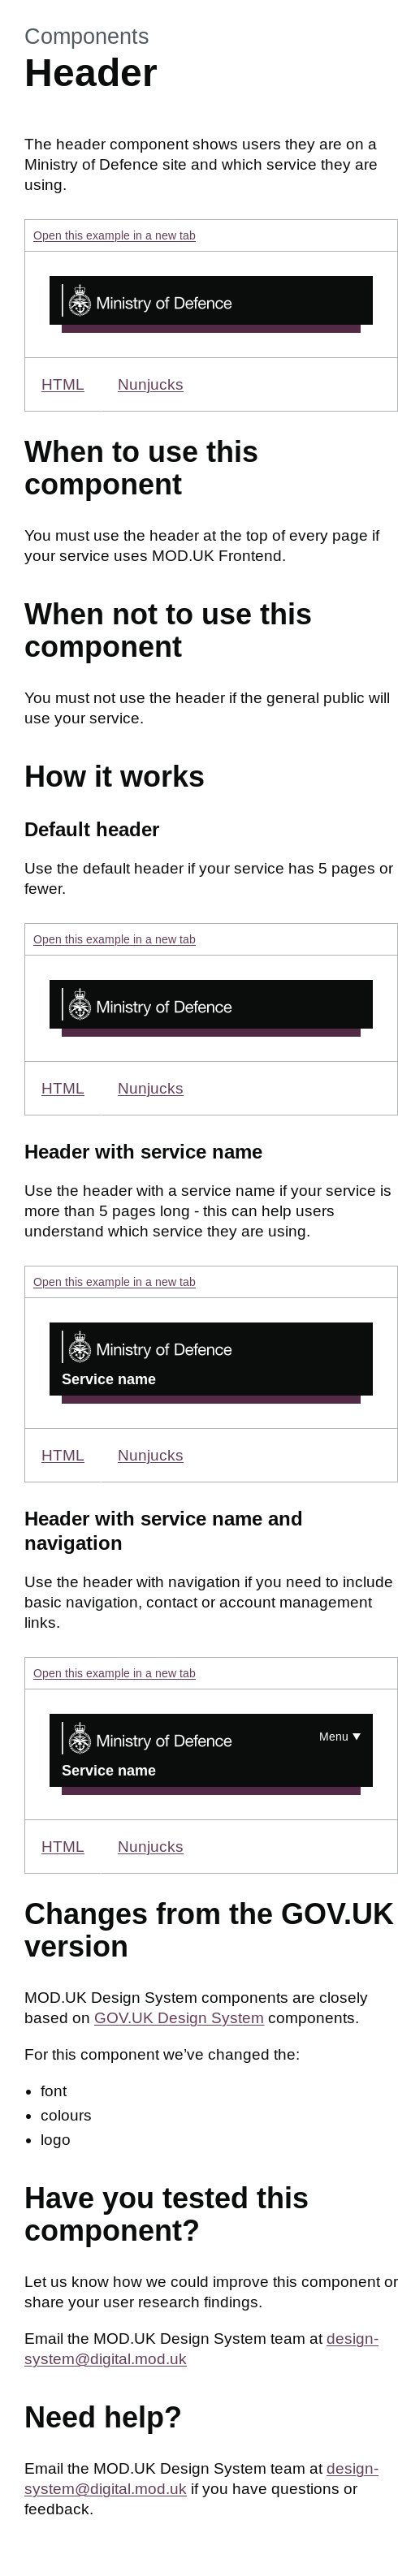 Components
Header
The header component shows users they are on a
Ministry of Defence site and which service they are
using.
Open this example in a new tab
Ministry of Defence
HTML Nunjucks
When to use this
component
You must use the header at the top of every page if
your service uses MOD.UK Frontend.
When not to use this
component
You must not use the header if the general public will
use your service.
How it works
Default header
Use the default header if your service has 5 pages or
fewer.
Open this example in a new tab
Ministry of Defence
HTML Nunjucks
Header with service name
Use the header with a service name if your service is
more than 5 pages long - this can help users
understand which service they are using.
Open this example in a new tab
Ministry of Defence
Service name
HTML Nunjucks
Header with service name and
navigation
Use the header with navigation if you need to include
basic navigation, contact or account management
links.
Open this example in a new tab
Ministry of Defence Menu ▼
Service name
HTML Nunjucks
Changes from the GOV.UK
version
MOD.UK Design System components are closely
based on GOV.UK Design System components.
For this component we’ve changed the:
• font
• colours
• logo
Have you tested this
component?
Let us know how we could improve this component or
share your user research findings.
Email the MOD.UK Design System team at design-
system@digital.mod.uk
Need help?
Email the MOD.UK Design System team at design-
system@digital.mod.uk if you have questions or
feedback.